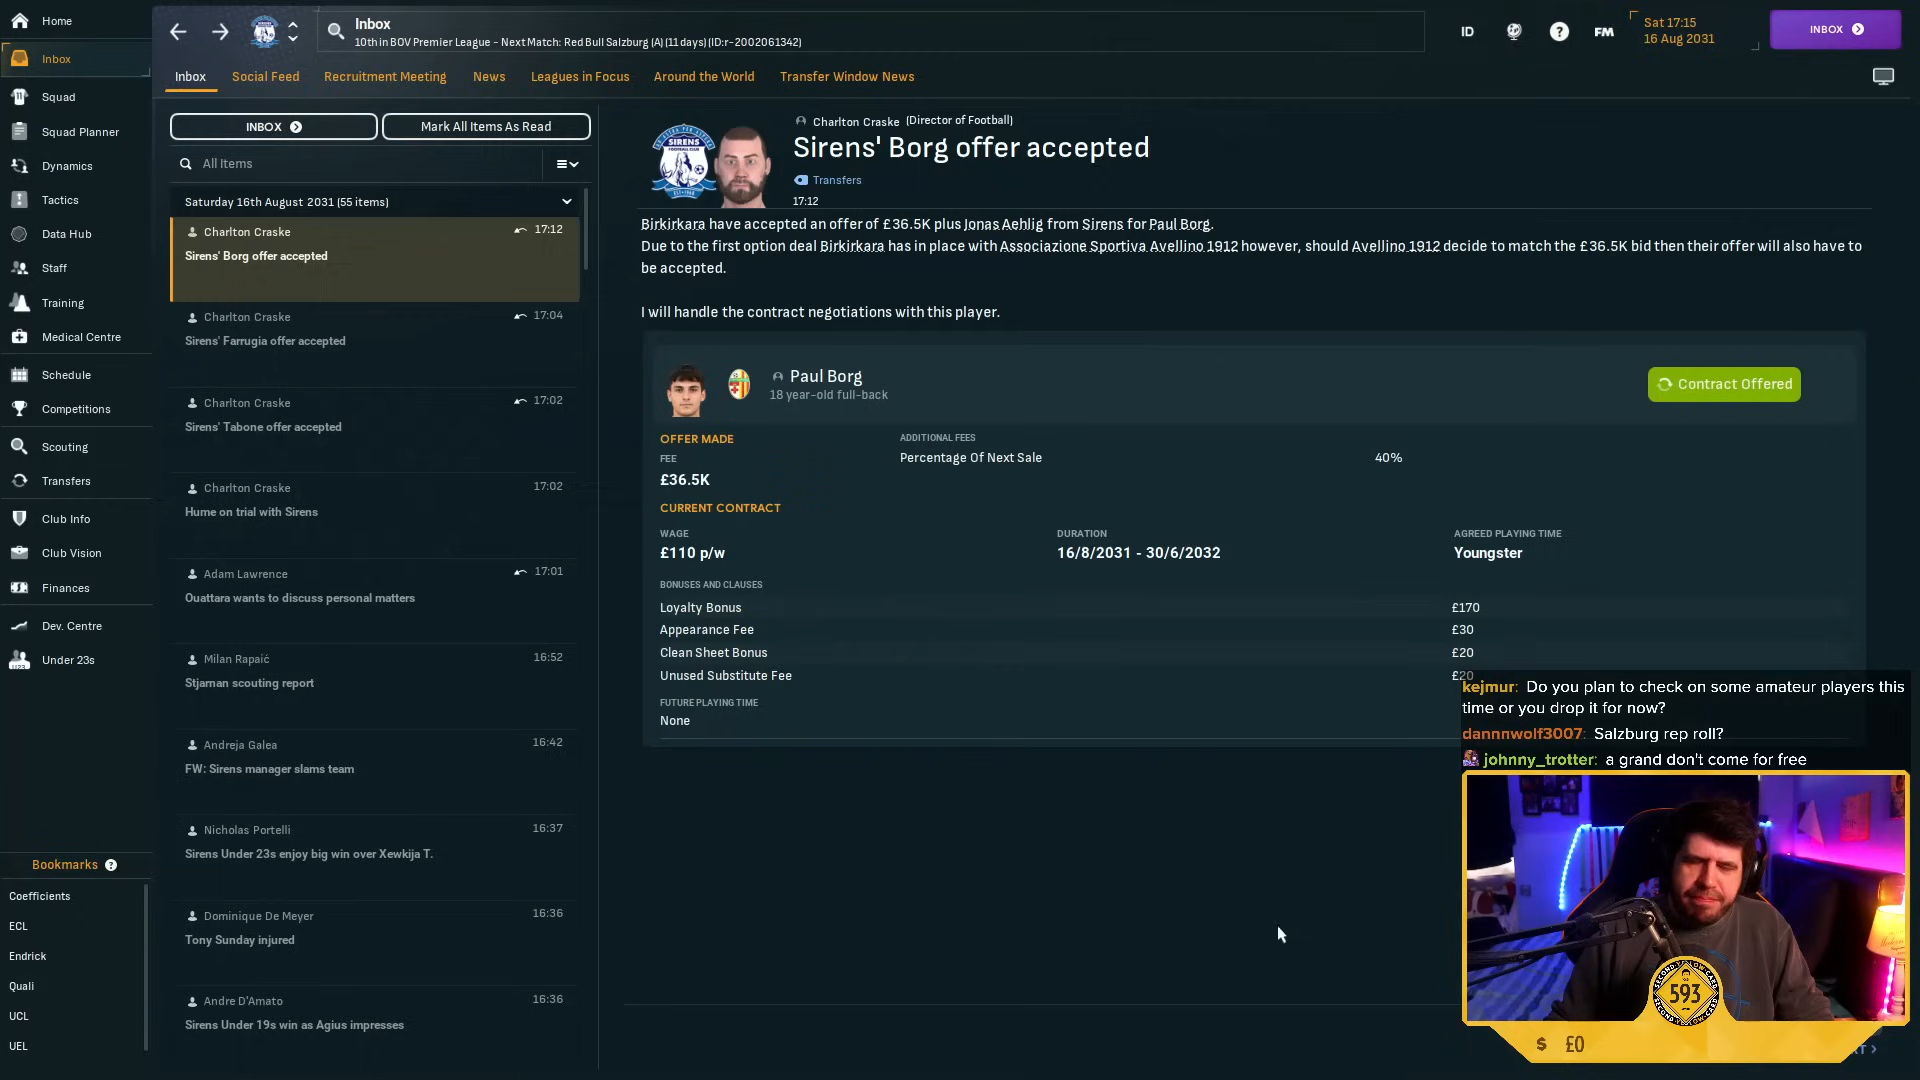 Home
Inbox
10th in BOV Premier League - Next Match: Red Bull Salzburg (A) (11 days) (ID:r-2002061342)
ID
FM
Sat 17:15
16 Aug 2031
INBOX
Inbox
Squad
Squad Planner
Dynamics
Tactics
Data Hub
Staff
Training
Medical Centre
Schedule
Competitions
Scouting
Transfers
Club Info
Club Vision
Finances
Dev. Centre
Under 23s
Bookmarks ?
Coefficients
ECL
Endrick
Quali
UCL
UEL
Inbox Social Feed Recruitment Meeting News Leagues in Focus Around the World Transfer Window News
INBOX Mark All Items As Read
All Items
Saturday 16th August 2031 (55 items)
Charlton Craske 17:12
Sirens' Borg offer accepted
Charlton Craske 17:04
Sirens' Farrugia offer accepted
Charlton Craske 17:02
Sirens' Tabone offer accepted
Charlton Craske 17:02
Hume on trial with Sirens
Adam Lawrence 17:01
Ouattara wants to discuss personal matters
Milan Rapaić 16:52
Stjarnan scouting report
Andreja Galea 16:42
FW: Sirens manager slams team
Nicholas Portelli 16:37
Sirens Under 23s enjoy big win over Xewkija T.
Dominique De Meyer 16:36
Tony Sunday injured
Andre D'Amato 16:36
Sirens Under 19s win as Agius impresses
SIRENS
FOOTBALL CLUB
Charlton Craske (Director of Football)
Sirens' Borg offer accepted
Transfers
17:12
Birkirkara have accepted an offer of £36.5K plus Jonas Aehlig from Sirens for Paul Borg.
Due to the first option deal Birkirkara has in place with Associazione Sportiva Avellino 1912 however, should Avellino 1912 decide to match the £36.5K bid then their offer will also have to
be accepted.
I will handle the contract negotiations with this player.
Paul Borg
18 year-old full-back
Contract Offered
OFFER MADE
FEE
£36.5K
ADDITIONAL FEES
Percentage Of Next Sale 40%
CURRENT CONTRACT
WAGE DURATION AGREED PLAYING TIME
£110 p/w 16/8/2031 - 30/6/2032 Youngster
BONUSES AND CLAUSES
Loyalty Bonus £170
Appearance Fee £30
Clean Sheet Bonus £20
Unused Substitute Fee £20
FUTURE PLAYING TIME
None
kejmur: Do you plan to check on some amateur players this
time or you drop it for now?
dannnwolf3007: Salzburg rep roll?
johnny_trotter: a grand don't come for free
SECOND YELLOW CARD
593
$ £0